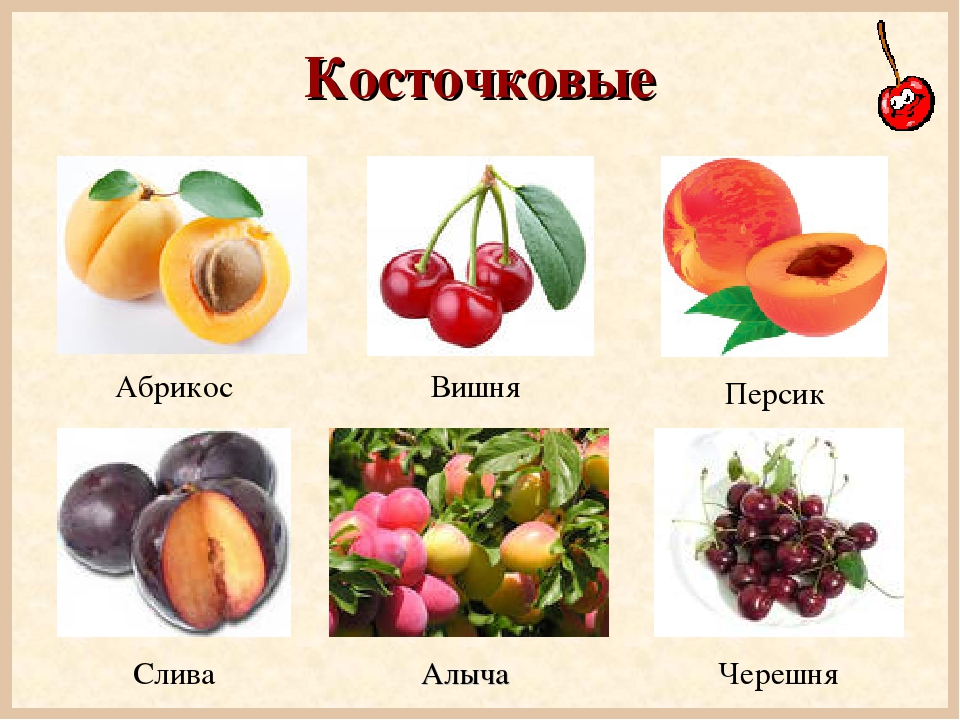 Косточковые
Абрикос
Вишня
Персик
Слива
Алыча
Черешня